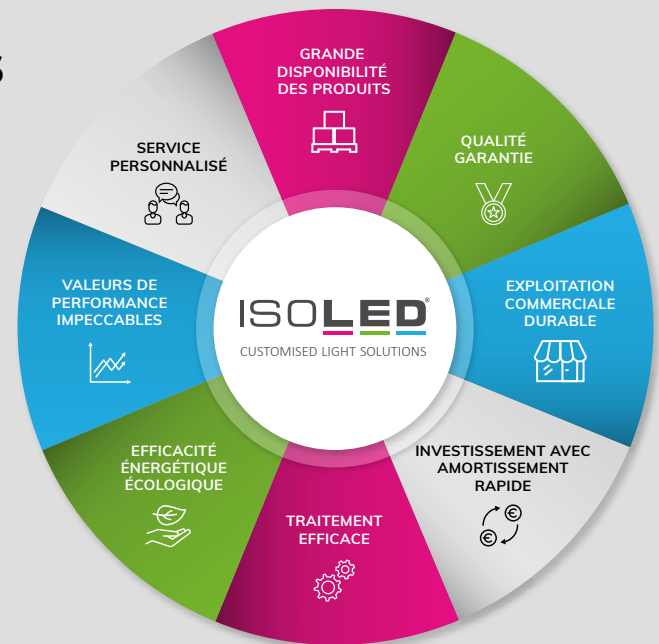 GRANDE
DISPONIBILITÉ
DES PRODUITS
QUALITÉ
GARANTIE
EXPLOITATION
COMMERCIALE
DURABLE
INVESTISSEMENT AVEC
AMORTISSEMENT
RAPIDE
TRAITEMENT
EFFICACE
EFFICACITÉ
ÉNERGÉTIQUE
ÉCOLOGIQUE
VALEURS DE
PERFORMANCE
IMPECCABLES
SERVICE
PERSONNALISÉ
ISOLED®
CUSTOMISED LIGHT SOLUTIONS